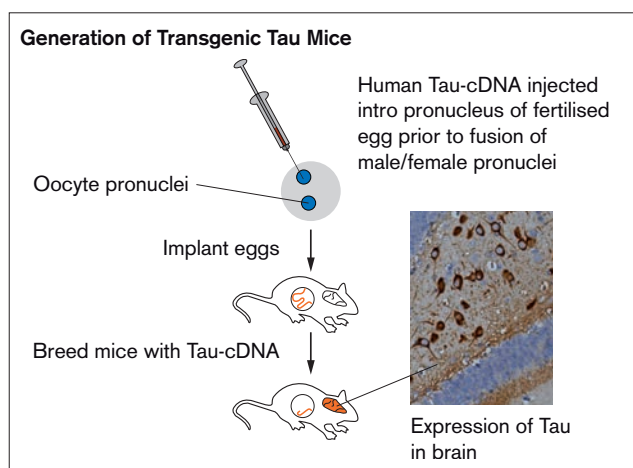 Generation of Transgenic Tau Mice
Human Tau-cDNA injected
intro pronucleus of fertilised
egg prior to fusion of
male/female pronuclei
Oocyte pronuclei
Implant eggs
Breed mice with Tau-cDNA
Expression of Tau
in brain